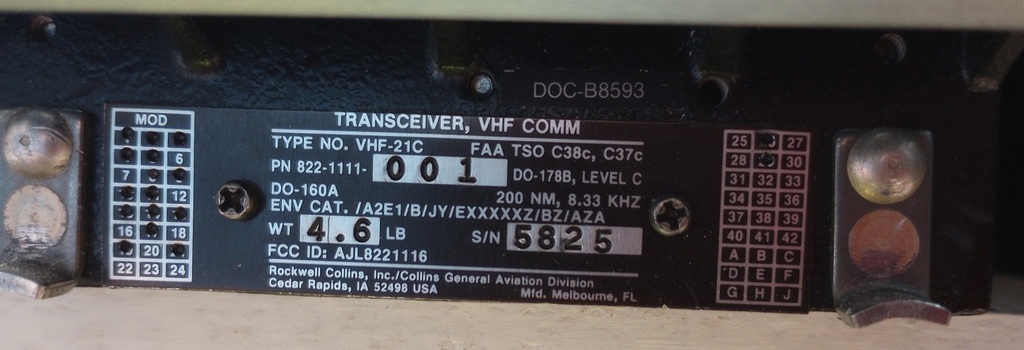 DOC-B8593
MOD
6
7
12
16 18
20
22 23 24
TRANSCEIVER, VHF COMM
TYPE NO. VHF-21C FAA TSO C38c, C37c
PN 822-1111- 001 DO-178B, LEVEL C
DO-160A 200 NM, 8.33 KHZ
ENV CAT. /A2E1/B/JY/EXXXXXZ/BZ/AZA
WT 4.6 LB S/N 5825
FCC ID: AJL8221116
Rockwell Collins, Inc./Collins General Aviation Division
Cedar Rapids, IA 52498 USA Mfd. Melbourne, FL
25 27
28 30
31 32 33
34 35 36
37 38 39
40 41 42
A B C
D E F
G H J